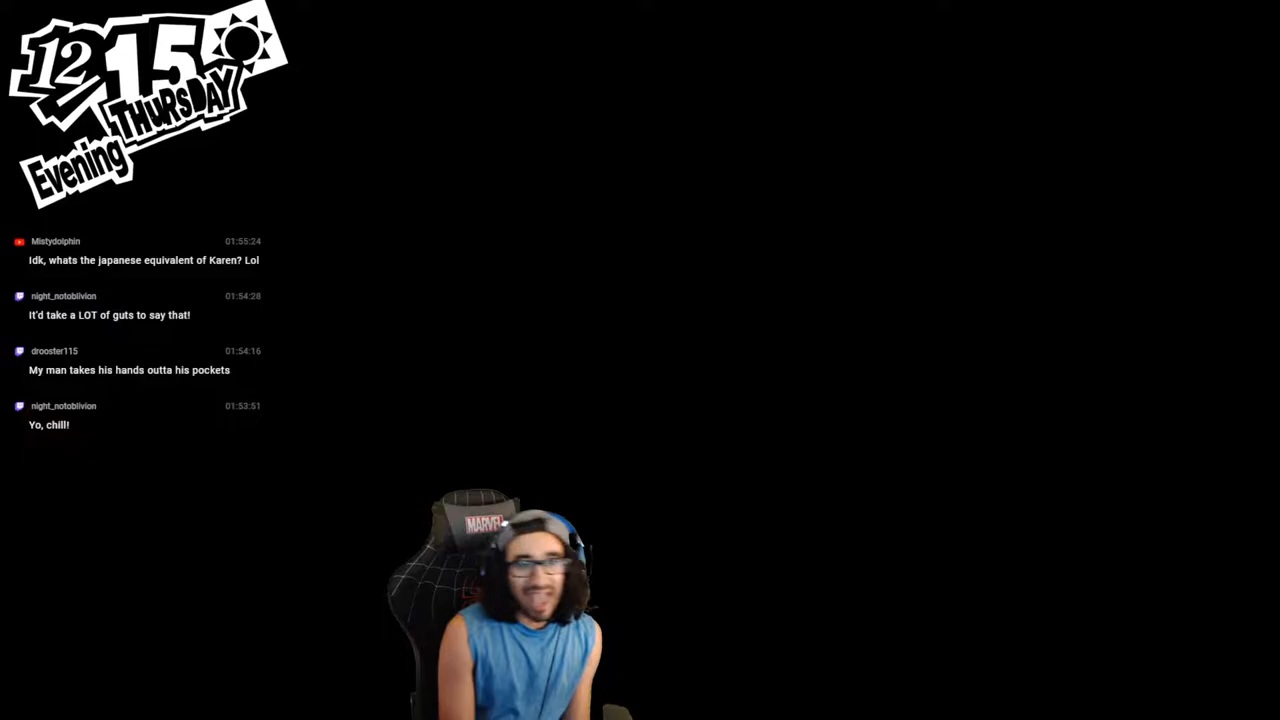 12 15
THURSDAY
Evening
Mistydolphin 01:55:24
Idk, whats the japanese equivalent of Karen? Lol
night_notoblivion 01:54:28
It'd take a LOT of guts to say that!
drooster115 01:54:16
My man takes his hands outta his pockets
night_notoblivion 01:53:51
Yo, chill!
MARVEL